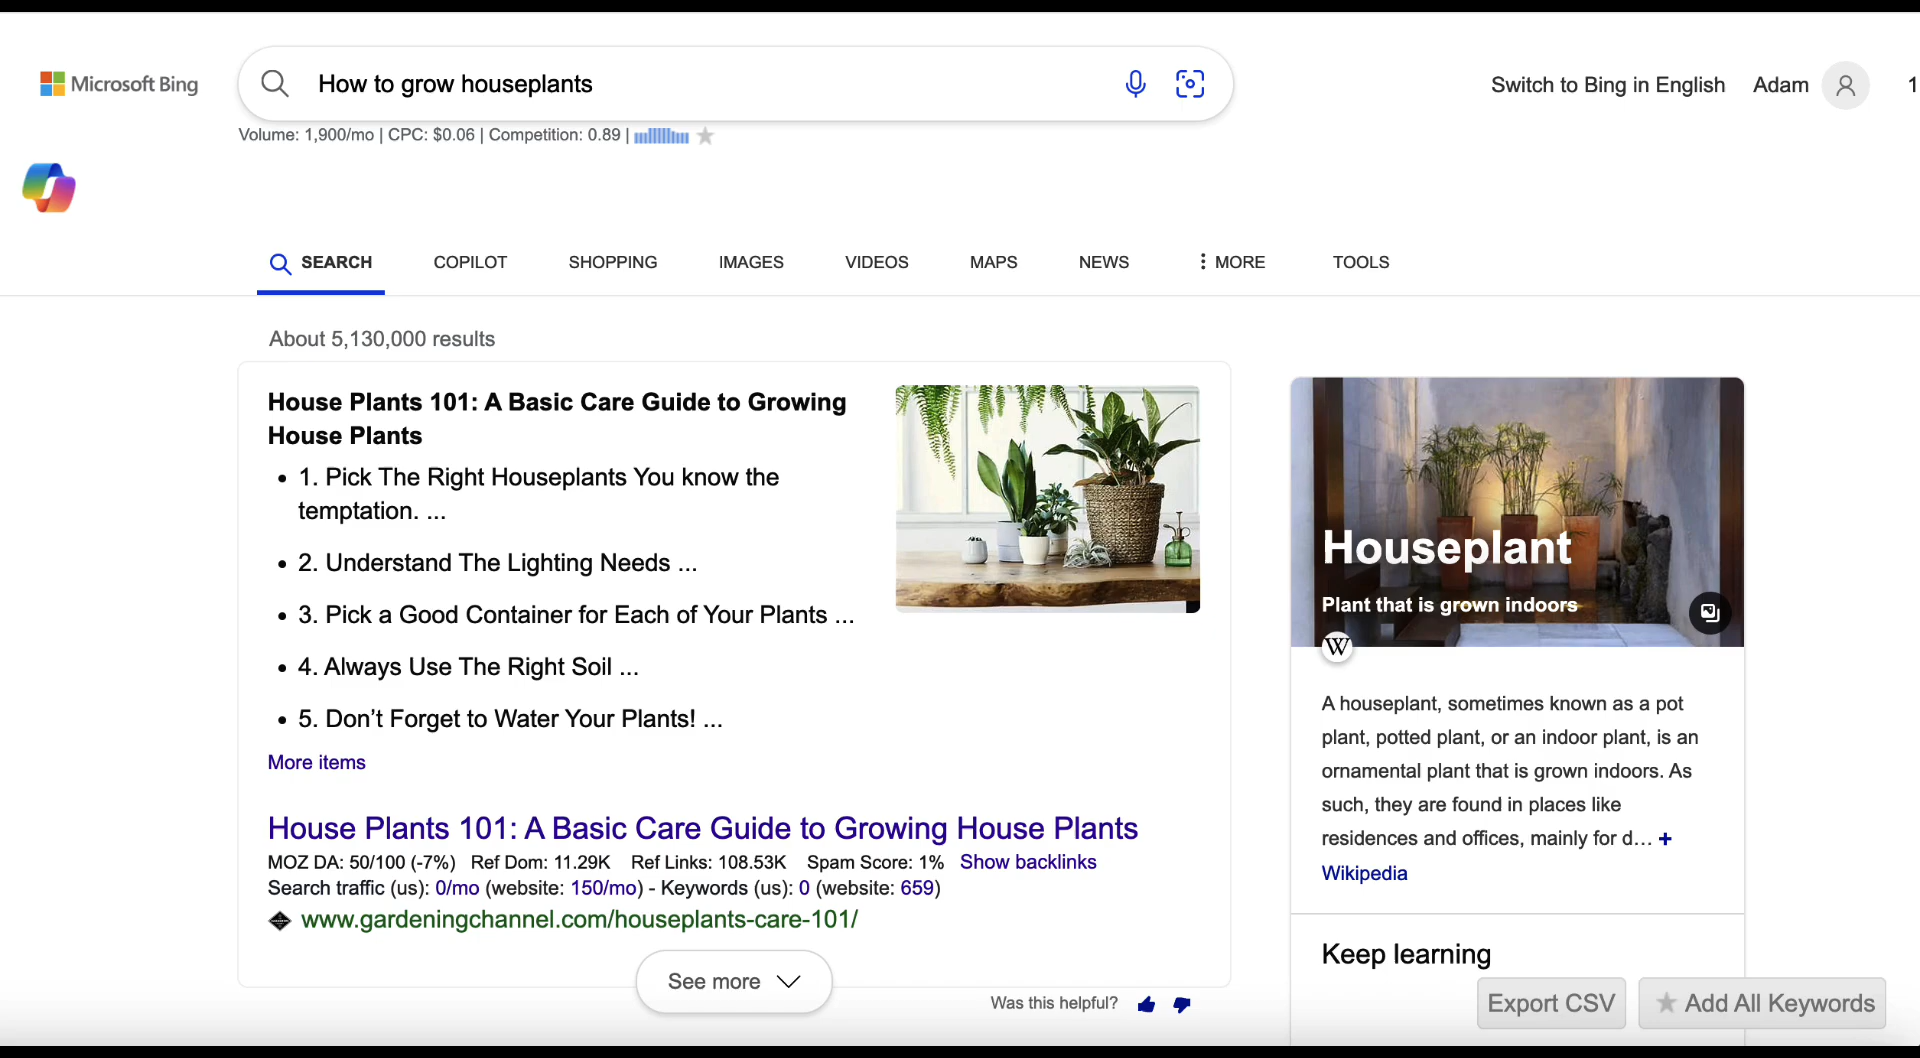 Microsoft Bing
How to grow houseplants
Switch to Bing in English
Adam
1
Volume: 1,900/mo | CPC: $0.06 | Competition: 0.89 |
SEARCH
COPILOT
SHOPPING
IMAGES
VIDEOS
MAPS
NEWS
MORE
TOOLS
About 5,130,000 results
House Plants 101: A Basic Care Guide to Growing
House Plants
• 1. Pick The Right Houseplants You know the
temptation. ...
• 2. Understand The Lighting Needs ...
• 3. Pick a Good Container for Each of Your Plants ...
• 4. Always Use The Right Soil ...
• 5. Don’t Forget to Water Your Plants! ...
More items
House Plants 101: A Basic Care Guide to Growing House Plants
MOZ DA: 50/100 (-7%) Ref Dom: 11.29K Ref Links: 108.53K Spam Score: 1% Show backlinks
Search traffic (us): 0/mo (website: 150/mo) - Keywords (us): 0 (website: 659)
www.gardeningchannel.com/houseplants-care-101/
See more
Was this helpful?
Houseplant
Plant that is grown indoors
W
A houseplant, sometimes known as a pot
plant, potted plant, or an indoor plant, is an
ornamental plant that is grown indoors. As
such, they are found in places like
residences and offices, mainly for d... +
Wikipedia
Keep learning
Export CSV
Add All Keywords